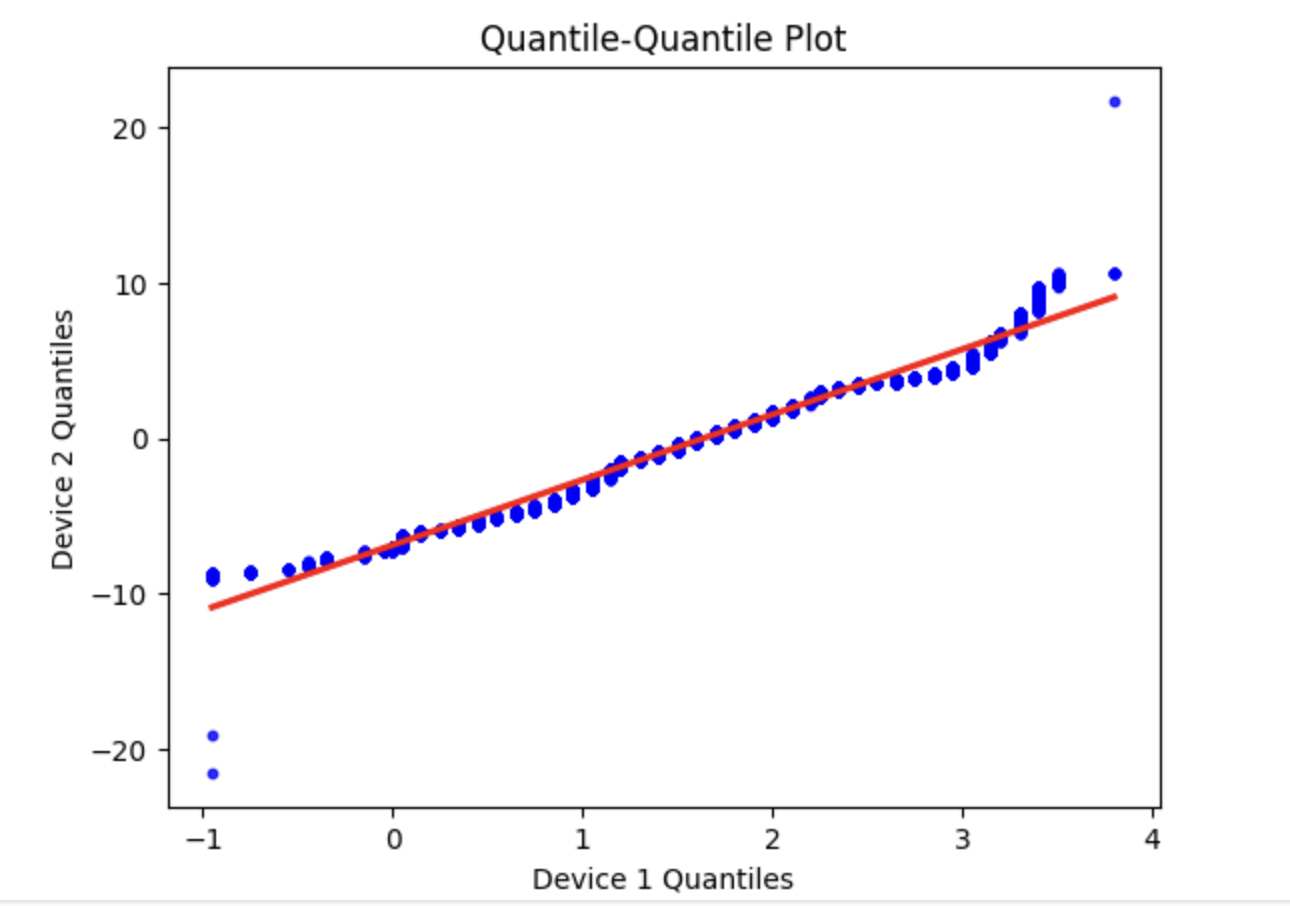 Quantile-Quantile Plot
20
10
0
−10
−20
Device 2 Quantiles
−1 0 1 2 3 4
Device 1 Quantiles